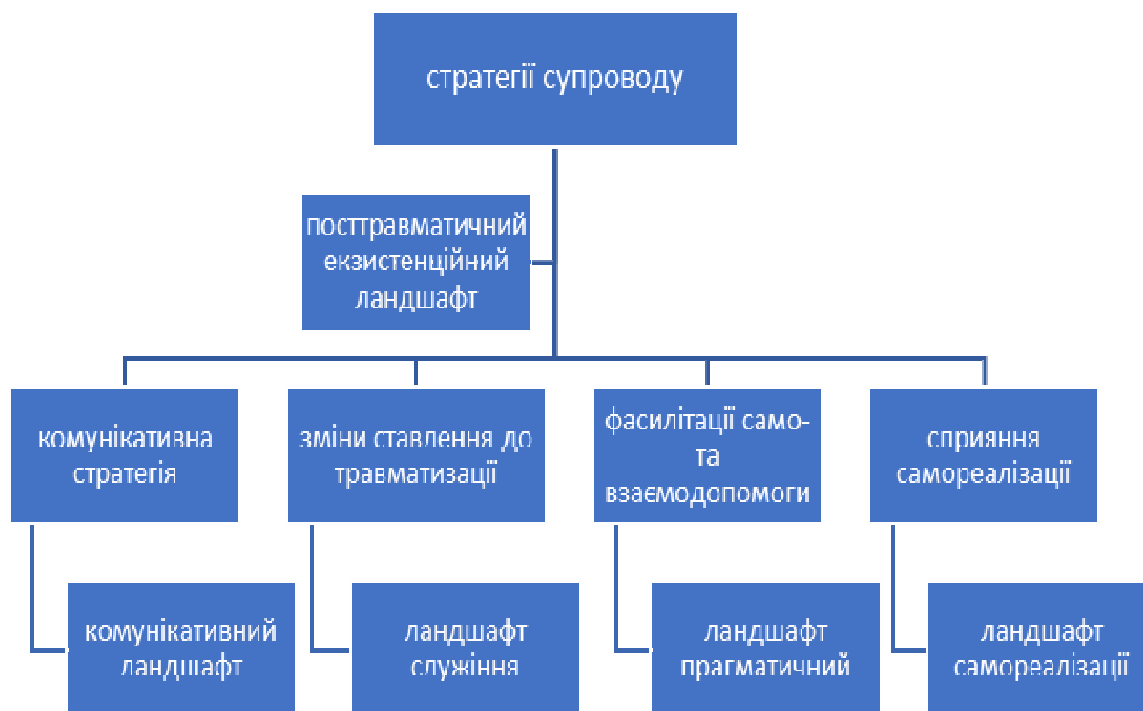 стратегії супроводу
посттравматичний
екзистенційний
ландшафт
комунікативна
стратегія
зміни ставлення до
травматизації
фасилітації само-
та
взаємодопомоги
сприяння
самореалізації
комунікативний
ландшафт
ландшафт
служіння
ландшафт
прагматичний
ландшафт
самореалізації